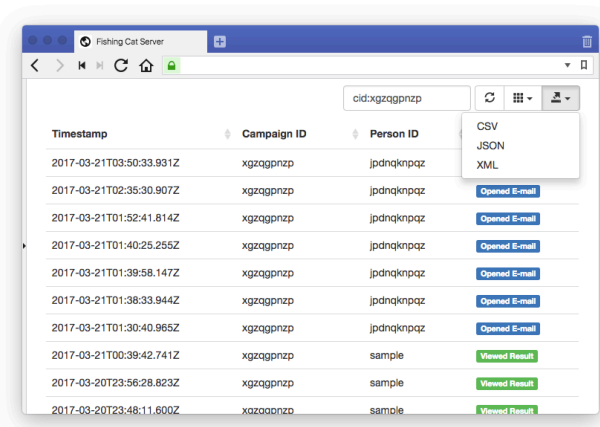 Fishing Cat Server
cid:xgzqgpnzp
CSV
JSON
XML
Timestamp Campaign ID Person ID
2017-03-21T03:50:33.931Z xgzqgpnzp jpdnqknpqz
2017-03-21T02:35:30.907Z xgzqgpnzp jpdnqknpqz Opened E-mail
2017-03-21T01:52:41.814Z xgzqgpnzp jpdnqknpqz Opened E-mail
2017-03-21T01:40:25.255Z xgzqgpnzp jpdnqknpqz Opened E-mail
2017-03-21T01:39:58.147Z xgzqgpnzp jpdnqknpqz Opened E-mail
2017-03-21T01:38:33.944Z xgzqgpnzp jpdnqknpqz Opened E-mail
2017-03-21T01:30:40.965Z xgzqgpnzp jpdnqknpqz Opened E-mail
2017-03-21T00:39:42.741Z xgzqgpnzp sample Viewed Result
2017-03-20T23:56:28.823Z xgzqgpnzp sample Viewed Result
2017-03-20T23:48:11.600Z xgzqgpnzp sample Viewed Result